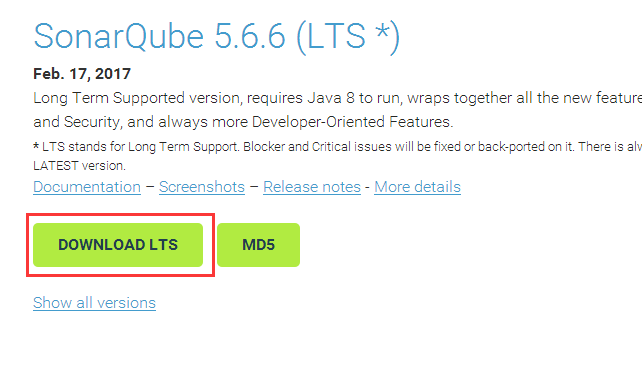 SonarQube 5.6.6 (LTS *)
Feb. 17, 2017
Long Term Supported version, requires Java 8 to run, wraps together all the new feature
and Security, and always more Developer-Oriented Features.
* LTS stands for Long Term Support. Blocker and Critical issues will be fixed or back-ported on it. There is
LATEST version.
Documentation – Screenshots – Release notes - More details
DOWNLOAD LTS MD5
Show all versions